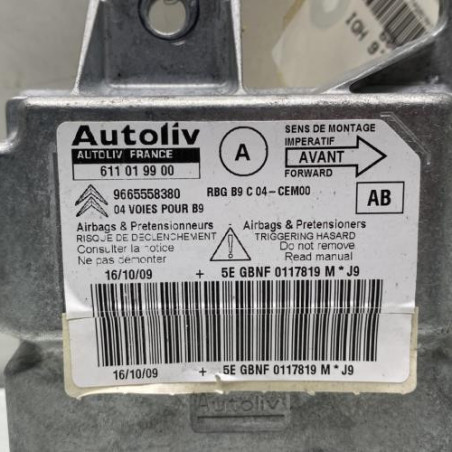 Autoliv
AUTOLIV FRANCE
611 01 99 00
A
SENS DE MONTAGE
IMPERATIF
AVANT
FORWARD
9665558380
04 VOIES POUR B9
RBG B9 C 04-CEM00
AB
Airbags & Pretensionneurs
RISQUE DE DECLENCHEMENT
Consulter la notice
Ne pas démonter
Airbags & Pretensioners
TRIGGERING HASARD
Do not remove
Read manual
16/10/09 + 5E GBNF 0117819 M * J9
16/10/09 + 5E GBNF 0117819 M * J9
Autoliv